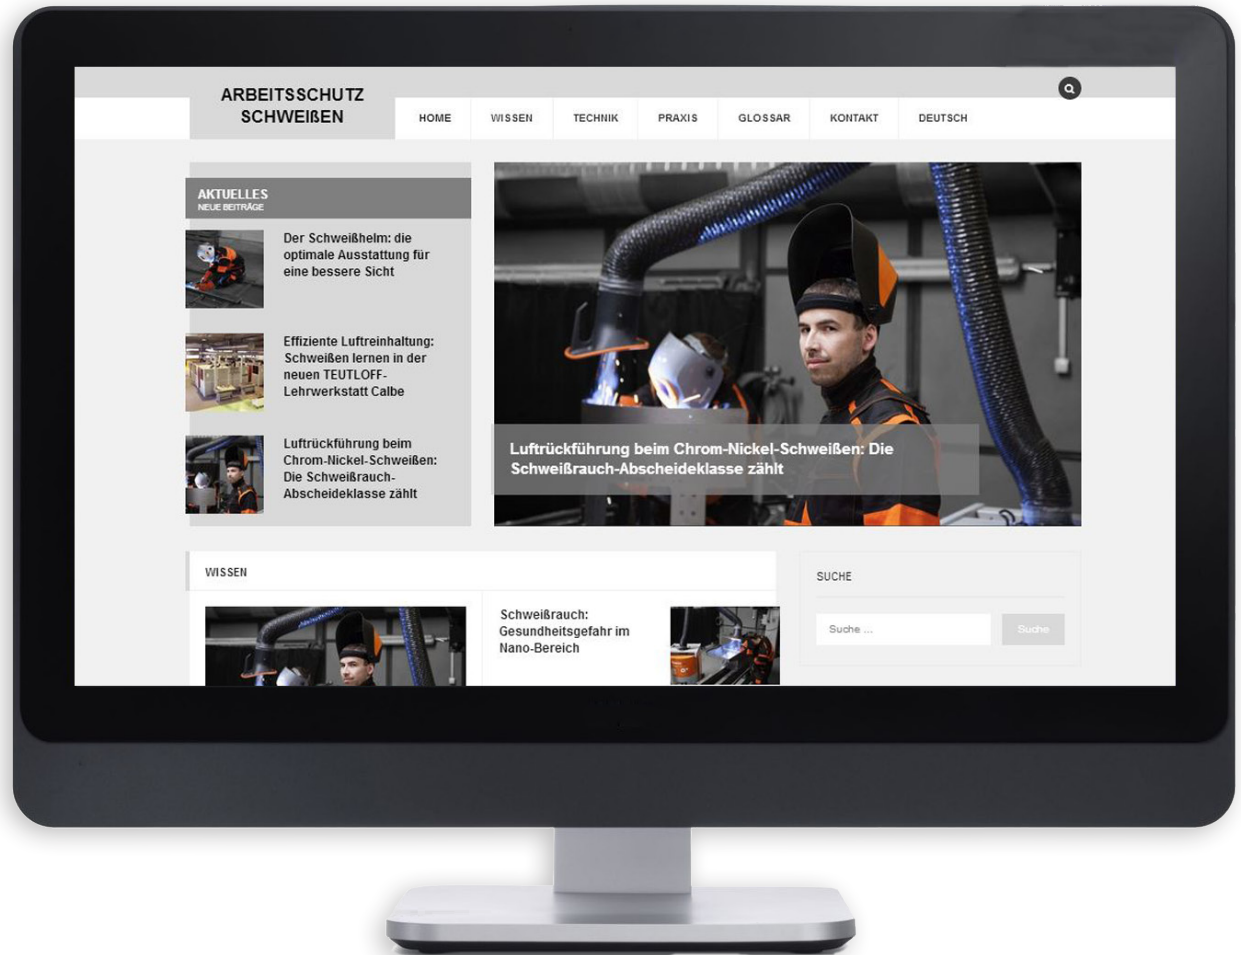 ARBEITSSCHUTZ
SCHWEIßEN
HOME WISSEN TECHNIK PRAXIS GLOSSAR KONTAKT DEUTSCH
AKTUELLES
NEUE BEITRÄGE
Der Schweißhelm: die
optimale Ausstattung für
eine bessere Sicht
Effiziente Luftreinhaltung:
Schweißen lernen in der
neuen TEUTLOFF-
Lehrwerkstatt Calbe
Luftrückführung beim
Chrom-Nickel-Schweißen:
Die Schweißrauch-
Abscheideklasse zählt
Luftrückführung beim Chrom-Nickel-Schweißen: Die
Schweißrauch-Abscheideklasse zählt
WISSEN
Schweißrauch:
Gesundheitsgefahr im
Nano-Bereich
SUCHE
Suche ... Suche